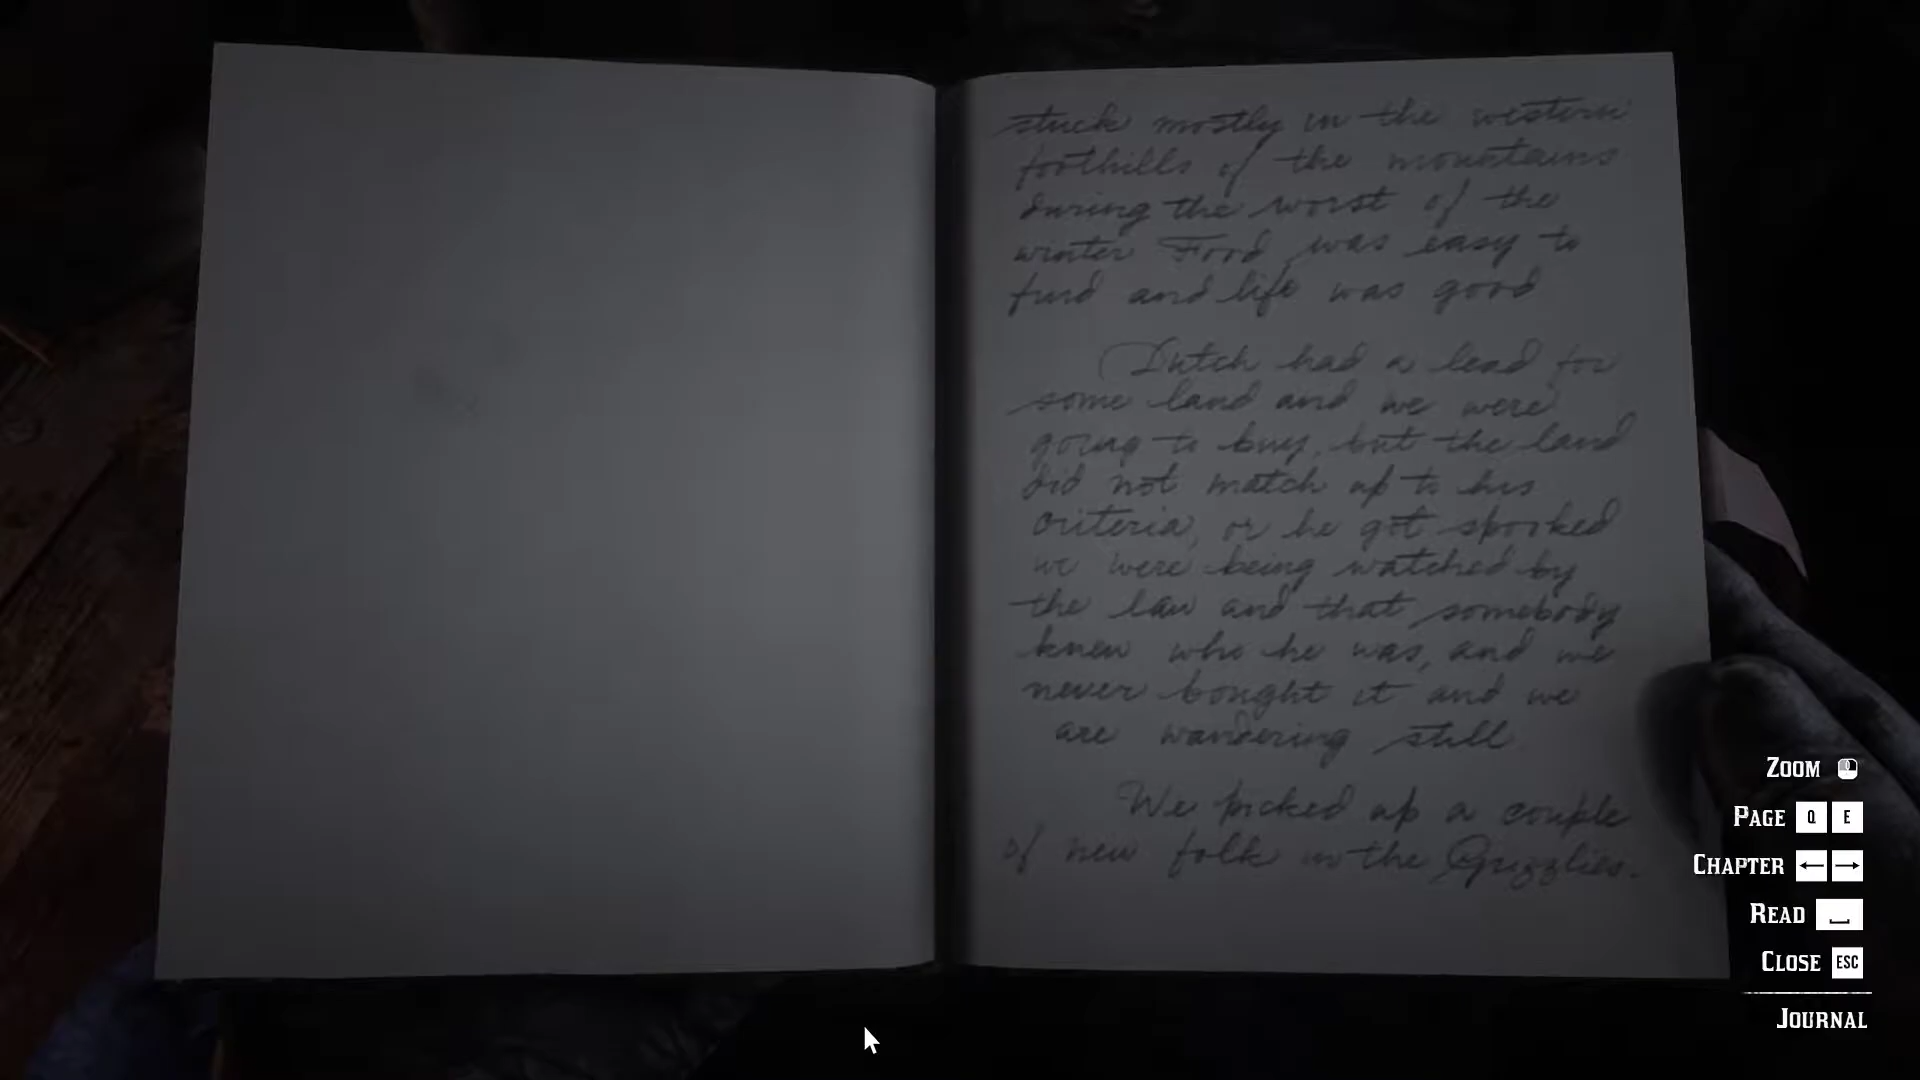 stuck mostly in the western
foothills of the mountains
during the worst of the
winter Food was easy to
find and life was good
Dutch had a lead for
some land and we were
going to buy, but the land
did not match up to his
criteria, or he got spooked
we were being watched by
the law and that somebody
knew who he was, and we
never bought it and we
are wandering still
We picked up a couple
of new folk in the Grizzlies.
ZOOM
PAGE Q E
CHAPTER ← →
READ
CLOSE ESC
JOURNAL